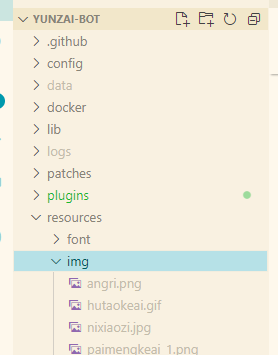 YUNZAI-BOT
.github
config
data
docker
lib
logs
patches
plugins
resources
font
img
angri.png
hutaokeai.gif
nixiaozi.jpg
paimengkeai_1.png